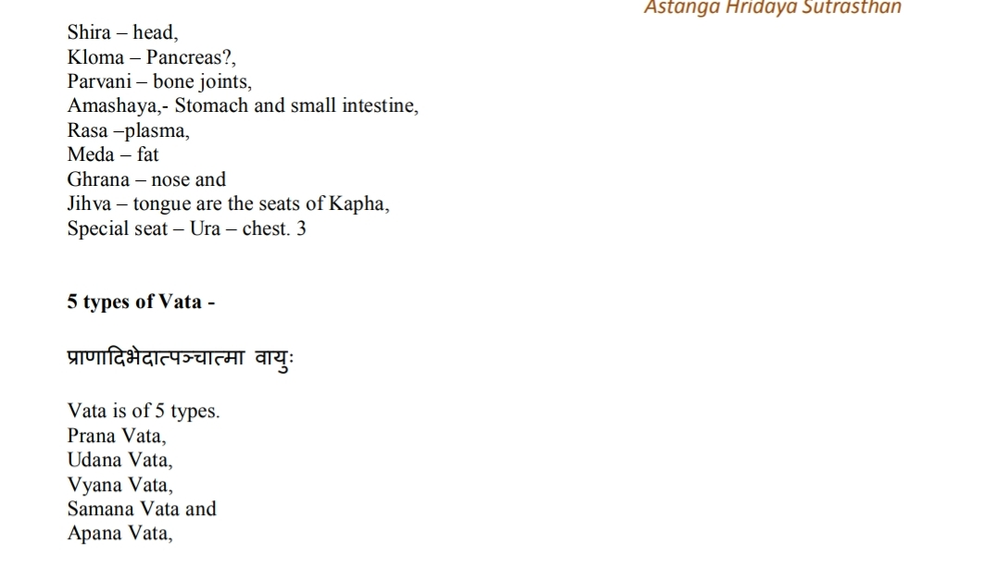 Astanga Hridaya Sutrasthan
Shira – head,
Kloma – Pancreas?,
Parvani – bone joints,
Amashaya,- Stomach and small intestine,
Rasa –plasma,
Meda – fat
Ghrana – nose and
Jihva – tongue are the seats of Kapha,
Special seat – Ura – chest. 3
5 types of Vata -
प्राणादिभेदात्पञ्चात्मा वायुः
Vata is of 5 types.
Prana Vata,
Udana Vata,
Vyana Vata,
Samana Vata and
Apana Vata,